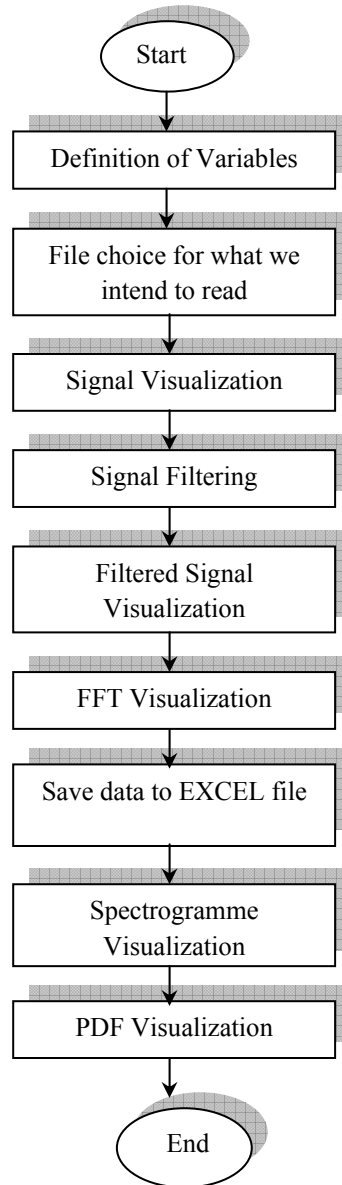 Start
Definition of Variables
File choice for what we
intend to read
Signal Visualization
Signal Filtering
Filtered Signal
Visualization
FFT Visualization
Save data to EXCEL file
Spectrogramme
Visualization
PDF Visualization
End